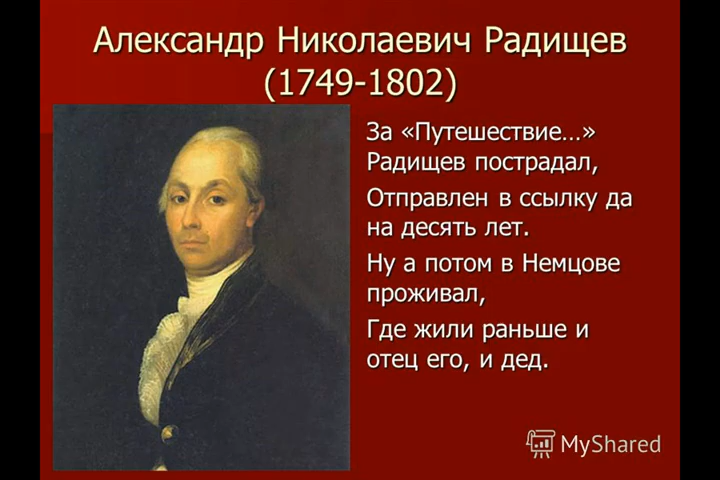 Александр Николаевич Радищев
(1749-1802)
За «Путешествие…»
Радищев пострадал,
Отправлен в ссылку да
на десять лет.
Ну а потом в Немцове
проживал,
Где жили раньше и
отец его, и дед.
MyShared